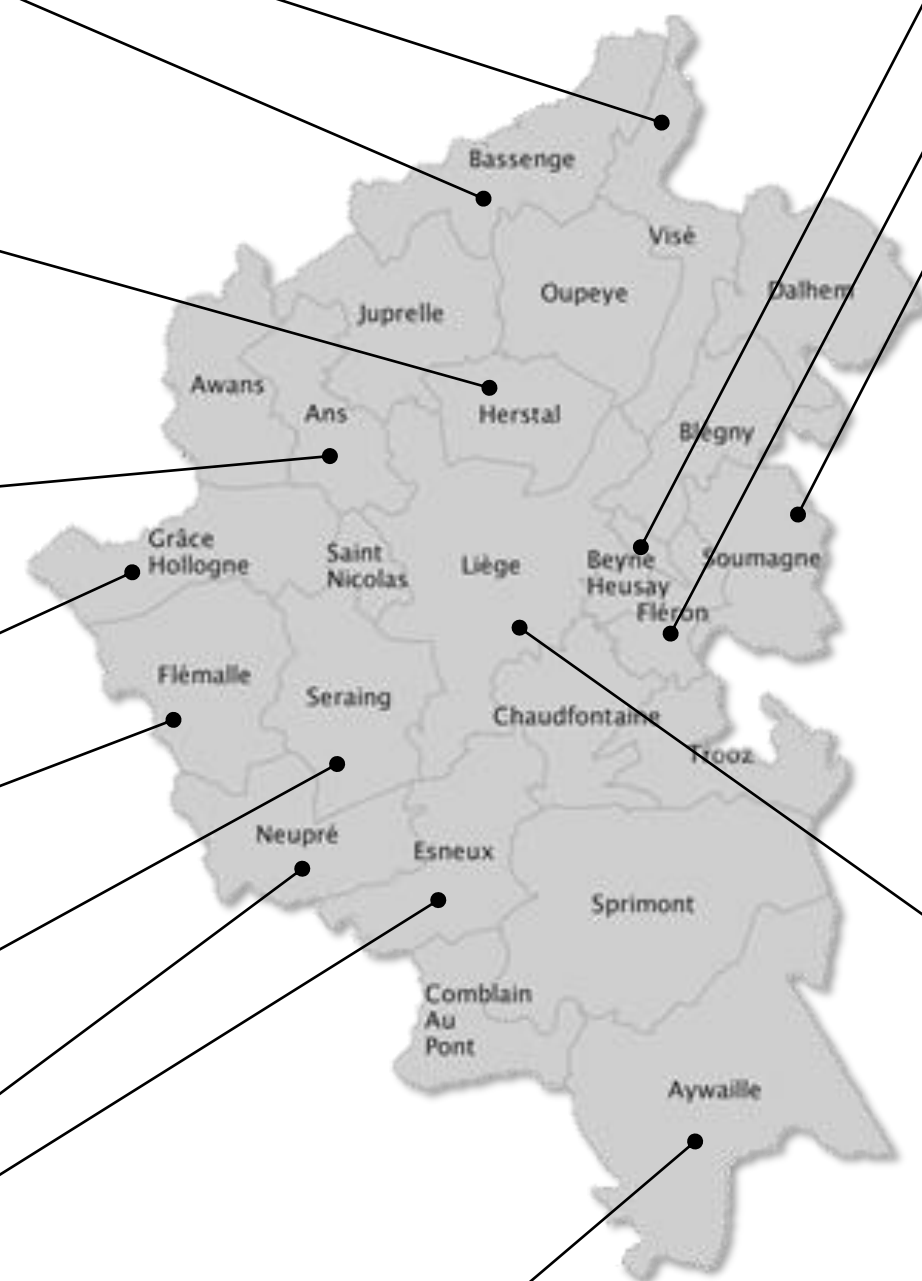 Bassenge
Visé
Dalhem
Oupeye
Juprelle
Awans
Ans
Herstal
Blegny
Grâce
Hollogne
Saint
Nicolas
Liège
Beyne
Heusay
Soumagne
Fléron
Flémalle
Seraing
Chaudfontaine
Trooz
Neupré
Esneux
Sprimont
Comblain
Au
Pont
Aywaille